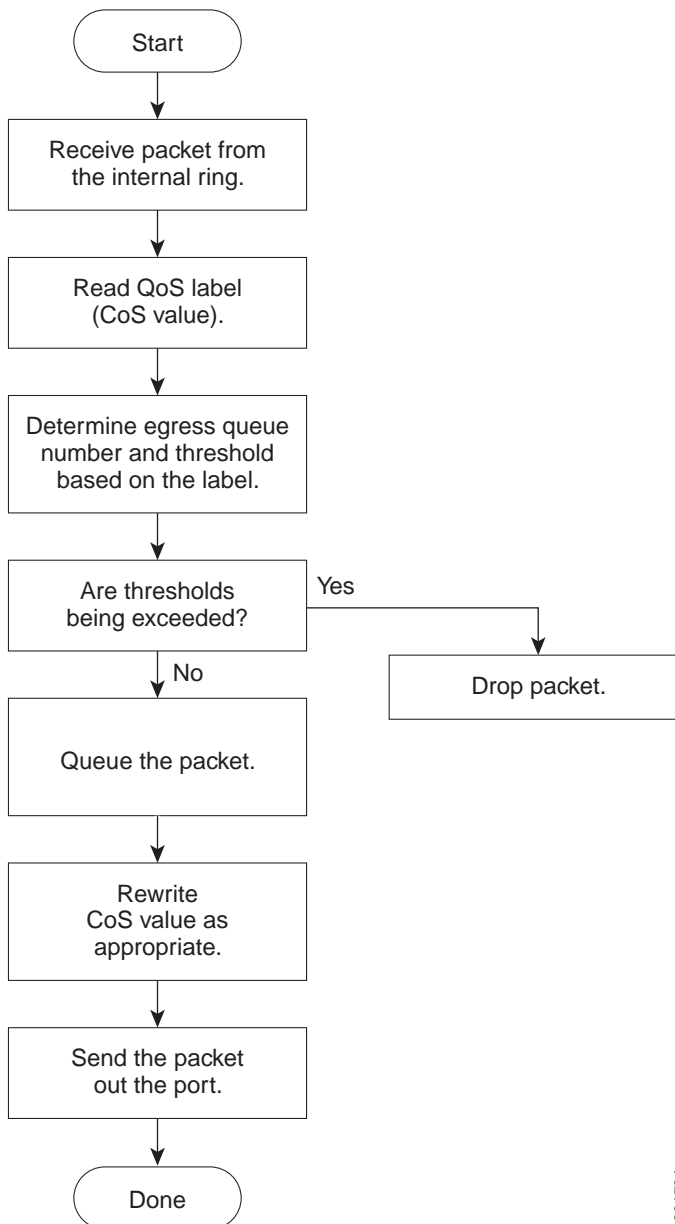 Start
Receive packet from
the internal ring.
Read QoS label
(CoS value).
Determine egress queue
number and threshold
based on the label.
Are thresholds
being exceeded?
Yes
No
Drop packet.
Queue the packet.
Rewrite
CoS value as
appropriate.
Send the packet
out the port.
Done